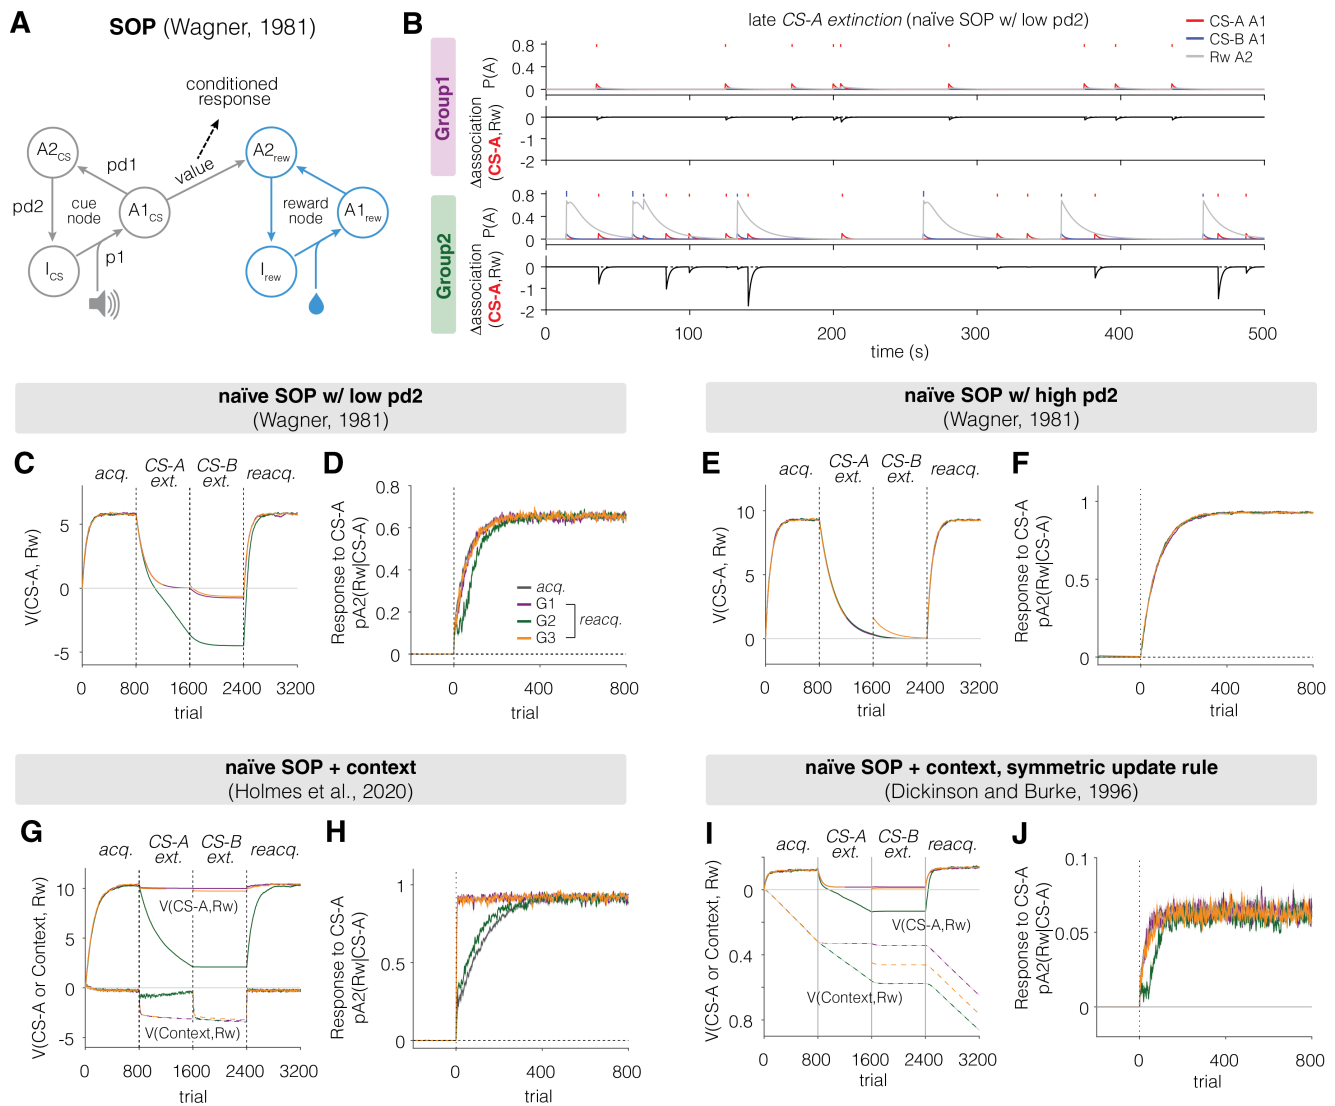 A
SOP (Wagner, 1981)
conditioned
response
A2CS
pd1
value
A2rew
pd2
cue
node
A1CS
reward
node
A1rew
ICS
p1
Irew
B
late CS-A extinction (naïve SOP w/ low pd2)
CS-A A1
CS-B A1
Rw A2
Group1
P(A)
0.8
0.4
0
Δassociation
(CS-A,Rw)
0
-1
-2
Group2
P(A)
0.8
0.4
0
Δassociation
(CS-A,Rw)
0
-1
-2
0 100 200 300 400 500
time (s)
naïve SOP w/ low pd2
(Wagner, 1981)
C
acq. CS-A ext. CS-B ext. reacq.
V(CS-A, Rw)
5
0
-5
0 800 1600 2400 3200
trial
D
Response to CS-A
pA2(Rw|CS-A)
0.8
0.6
0.4
0.2
0
acq.
G1
G2
G3
reacq.
0 400 800
trial
naïve SOP w/ high pd2
(Wagner, 1981)
E
acq. CS-A ext. CS-B ext. reacq.
V(CS-A, Rw)
10
5
0
0 800 1600 2400 3200
trial
F
Response to CS-A
pA2(Rw|CS-A)
1
0.5
0
0 400 800
trial
naïve SOP + context
(Holmes et al., 2020)
G
acq. CS-A ext. CS-B ext. reacq.
V(CS-A or Context, Rw)
10
5
0
-5
V(CS-A,Rw)
V(Context,Rw)
0 800 1600 2400 3200
trial
H
Response to CS-A
pA2(Rw|CS-A)
1
0.5
0
0 400 800
trial
naïve SOP + context, symmetric update rule
(Dickinson and Burke, 1996)
I
acq. CS-A ext. CS-B ext. reacq.
V(CS-A or Context, Rw)
0
0.4
0.8
V(CS-A,Rw)
V(Context,Rw)
0 800 1600 2400 3200
trial
J
Response to CS-A
pA2(Rw|CS-A)
0.1
0.05
0
0 400 800
trial